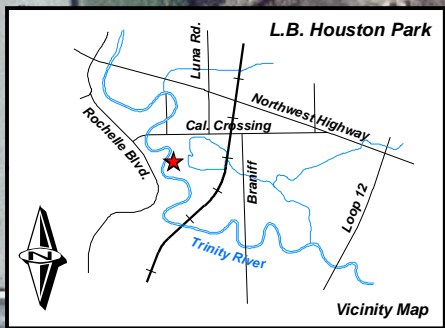 L.B. Houston Park
Luna Rd.
Northwest Highway
Cal. Crossing
Rochelle Blvd.
Braniff
Loop 12
Trinity River
N
Vicinity Map